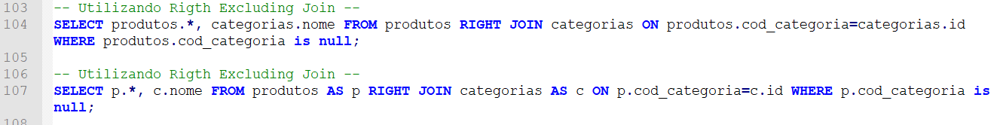 103 -- Utilizando Rigth Excluding Join --
104 SELECT produtos.*, categorias.nome FROM produtos RIGHT JOIN categorias ON produtos.cod_categoria=categorias.id
WHERE produtos.cod_categoria is null;
105
106 -- Utilizando Rigth Excluding Join --
107 SELECT p.*, c.nome FROM produtos AS p RIGHT JOIN categorias AS c ON p.cod_categoria=c.id WHERE p.cod_categoria is
null;
108